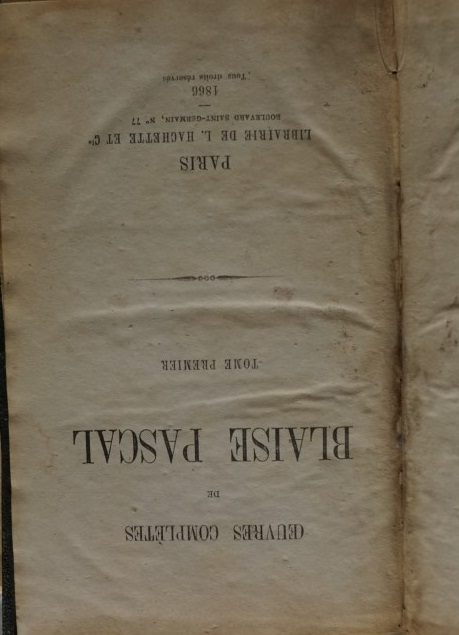 ŒUVRES COMPLÈTES
DE
BLAISE PASCAL
TOME PREMIER
PARIS
LIBRAIRIE DE L. HACHETTE ET Cie
BOULEVARD SAINT-GERMAIN, Nº 77
1866
Tous droits réservés